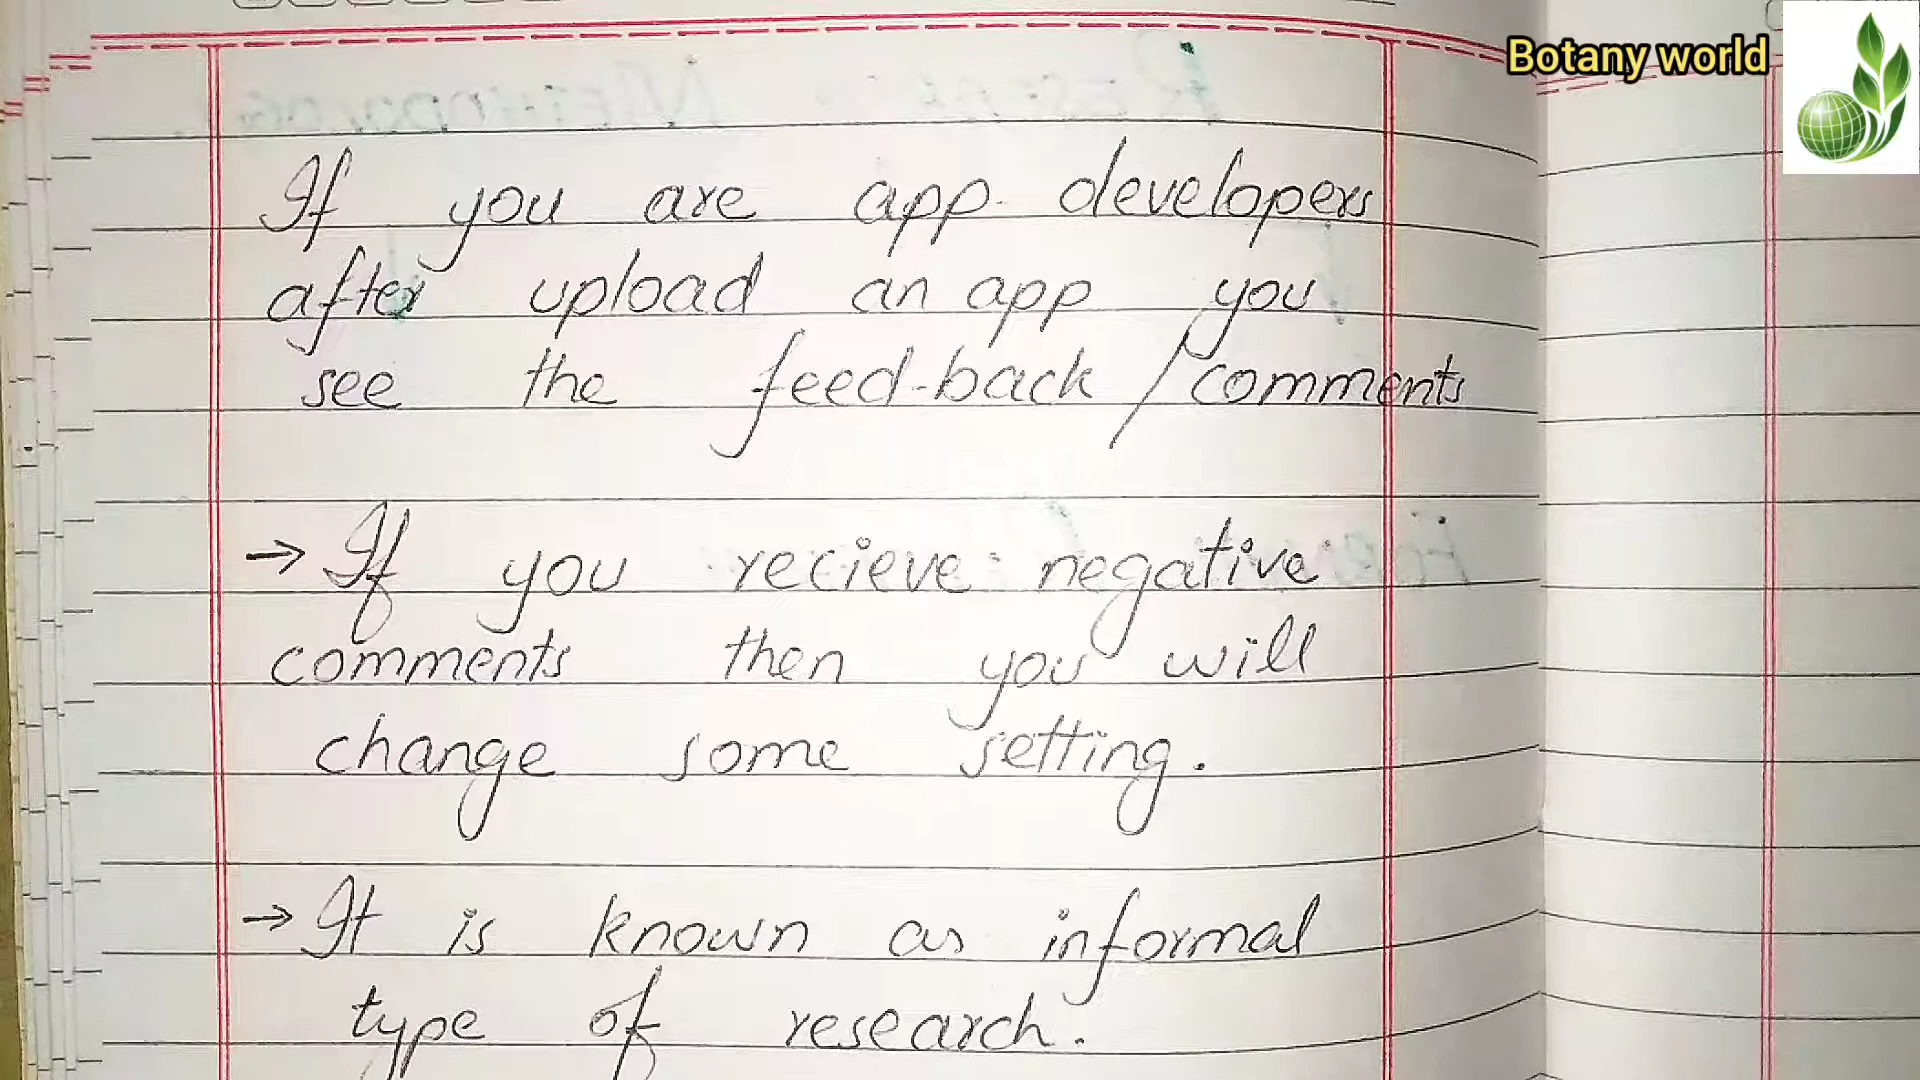 Botany world
If you are app developers
after upload an app you
see the feed-back / comments
→ If you recieve negative
comments then you will
change some setting.
→ It is known as informal
type of research.